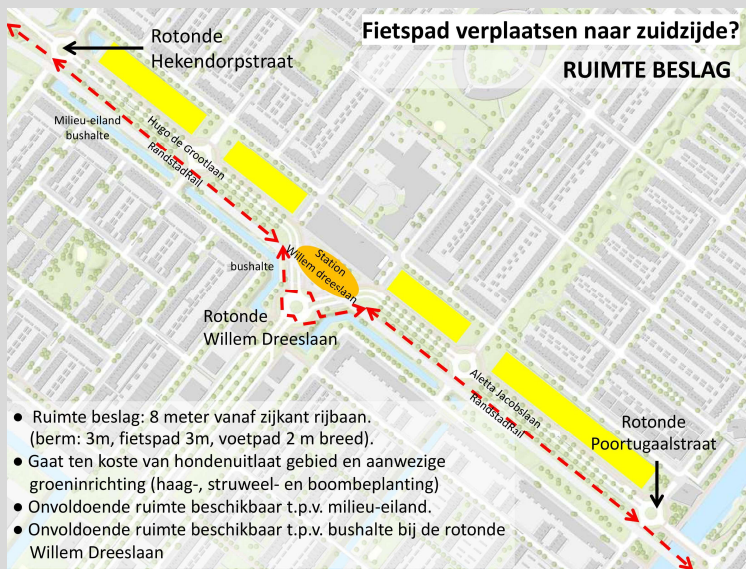 Fietspad verplaatsen naar zuidzijde?
RUIMTE BESLAG
Rotonde
Hekendorpstraat
Milieu-eiland
bushalte
Hugo de Grootlaan
RandstadRail
Station
Willem dreeslaan
bushalte
Rotonde
Willem Dreeslaan
Aletta Jacobslaan
RandstadRail
Rotonde
Poortugaalstraat
● Ruimte beslag: 8 meter vanaf zijkant rijbaan.
(berm: 3m, fietspad 3m, voetpad 2 m breed).
● Gaat ten koste van hondenuitlaat gebied en aanwezige
groeninrichting (haag-, struweel- en boombeplanting)
● Onvoldoende ruimte beschikbaar t.p.v. milieu-eiland.
● Onvoldoende ruimte beschikbaar t.p.v. bushalte bij de rotonde
Willem Dreeslaan